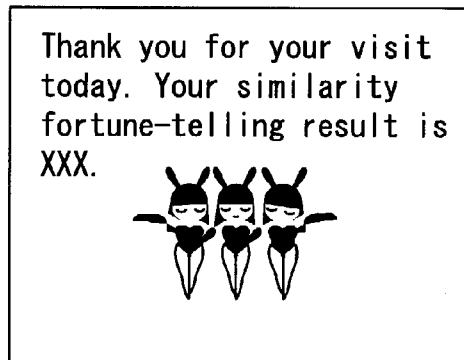 Thank you for your visit
today. Your similarity
fortune-telling result is
XXX.